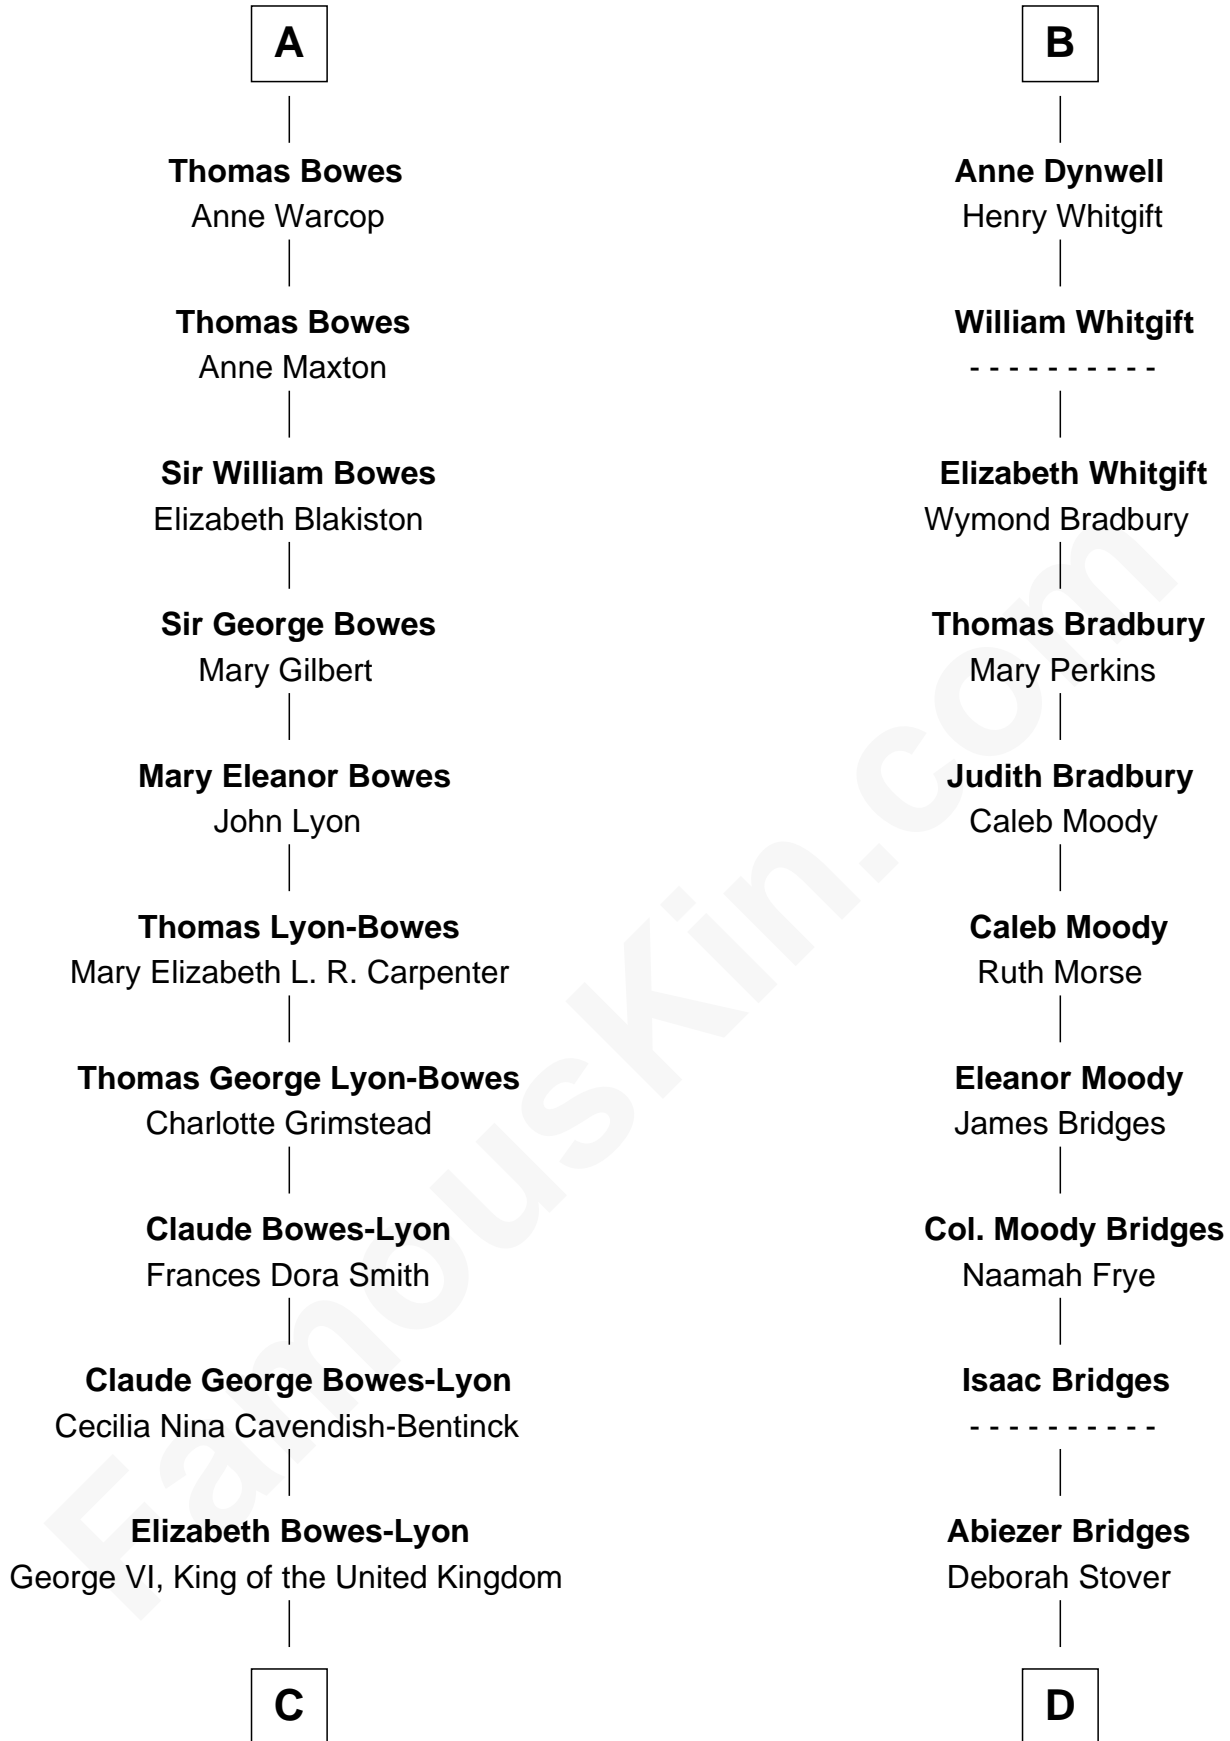 A
Thomas Bowes
Anne Warcop
Thomas Bowes
Anne Maxton
Sir William Bowes
Elizabeth Blakiston
Sir George Bowes
Mary Gilbert
Mary Eleanor Bowes
John Lyon
Thomas Lyon-Bowes
Mary Elizabeth L. R. Carpenter
Thomas George Lyon-Bowes
Charlotte Grimstead
Claude Bowes-Lyon
Frances Dora Smith
Claude George Bowes-Lyon
Cecilia Nina Cavendish-Bentinck
Elizabeth Bowes-Lyon
George VI, King of the United Kingdom
C
B
Anne Dynwell
Henry Whitgift
William Whitgift
- - - - - - - - - -
Elizabeth Whitgift
Wymond Bradbury
Thomas Bradbury
Mary Perkins
Judith Bradbury
Caleb Moody
Caleb Moody
Ruth Morse
Eleanor Moody
James Bridges
Col. Moody Bridges
Naamah Frye
Isaac Bridges
- - - - - - - - - -
Abiezer Bridges
Deborah Stover
D
FamousKin.com